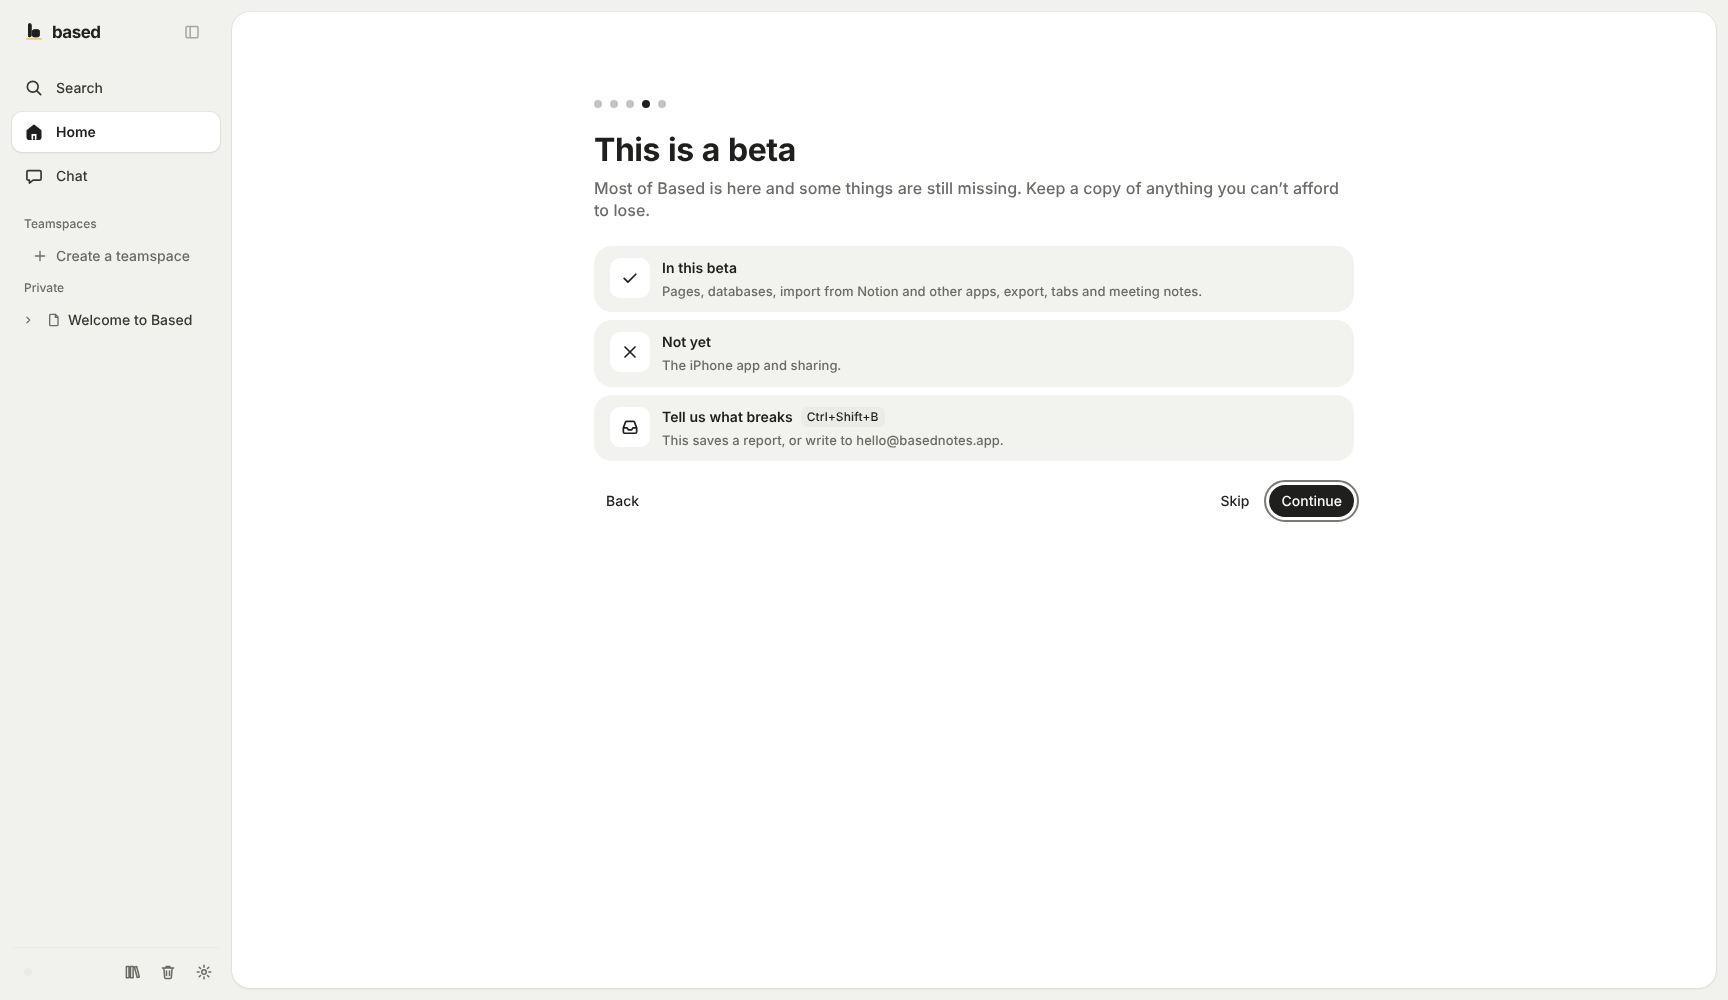 based
Search
Home
Chat
Teamspaces
Create a teamspace
Private
Welcome to Based
This is a beta
Most of Based is here and some things are still missing. Keep a copy of anything you can’t afford
to lose.
In this beta
Pages, databases, import from Notion and other apps, export, tabs and meeting notes.
Not yet
The iPhone app and sharing.
Tell us what breaks Ctrl+Shift+B
This saves a report, or write to hello@basednotes.app.
Back
Skip
Continue